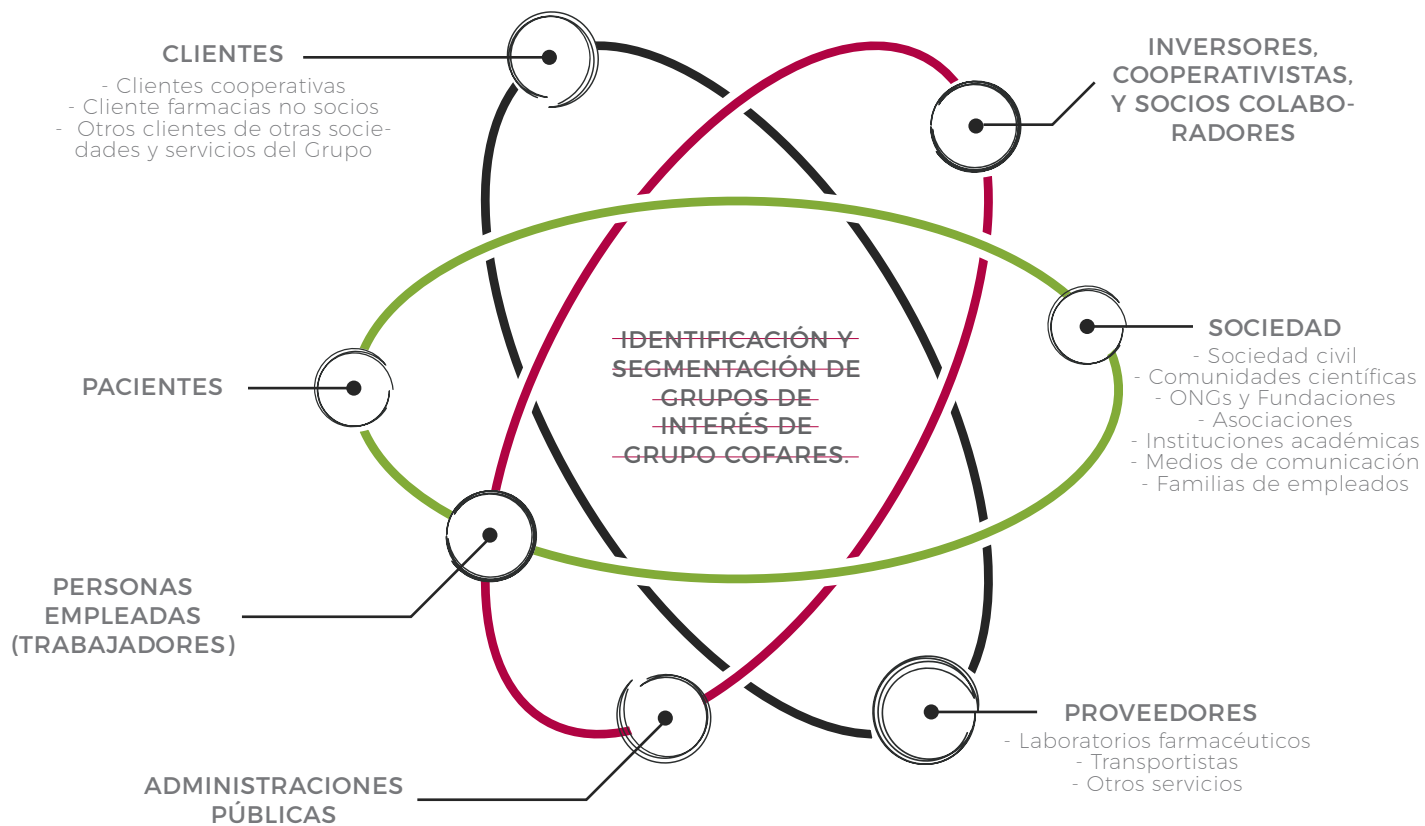 CLIENTES
- Clientes cooperativas
- Cliente farmacias no socios
- Otros clientes de otras socie-
dades y servicios del Grupo
INVERSORES,
COOPERATIVISTAS,
Y SOCIOS COLABO-
RADORES
IDENTIFICACIÓN Y
SEGMENTACIÓN DE
GRUPOS DE
INTERÉS DE
GRUPO COFARES.
SOCIEDAD
- Sociedad civil
- Comunidades científicas
- ONGs y Fundaciones
- Asociaciones
- Instituciones académicas
- Medios de comunicación
- Familias de empleados
PACIENTES
PERSONAS
EMPLEADAS
(TRABAJADORES)
PROVEEDORES
- Laboratorios farmacéuticos
- Transportistas
- Otros servicios
ADMINISTRACIONES
PÚBLICAS